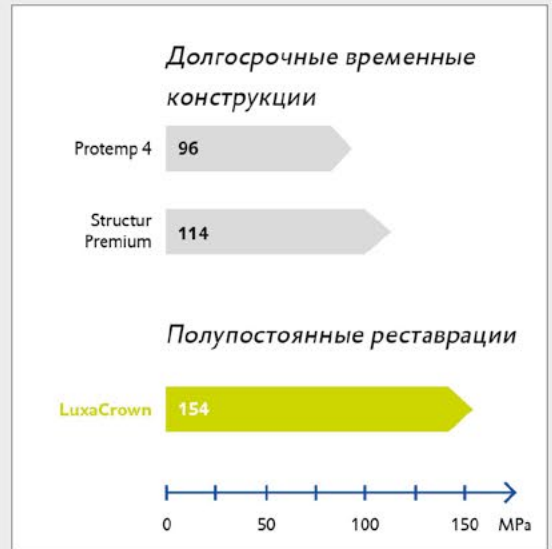 Долгосрочные временные
конструкции
Protemp 4
96
Structur
Premium
114
Полупостоянные реставрации
LuxaCrown
154
0 50 100 150 MPa